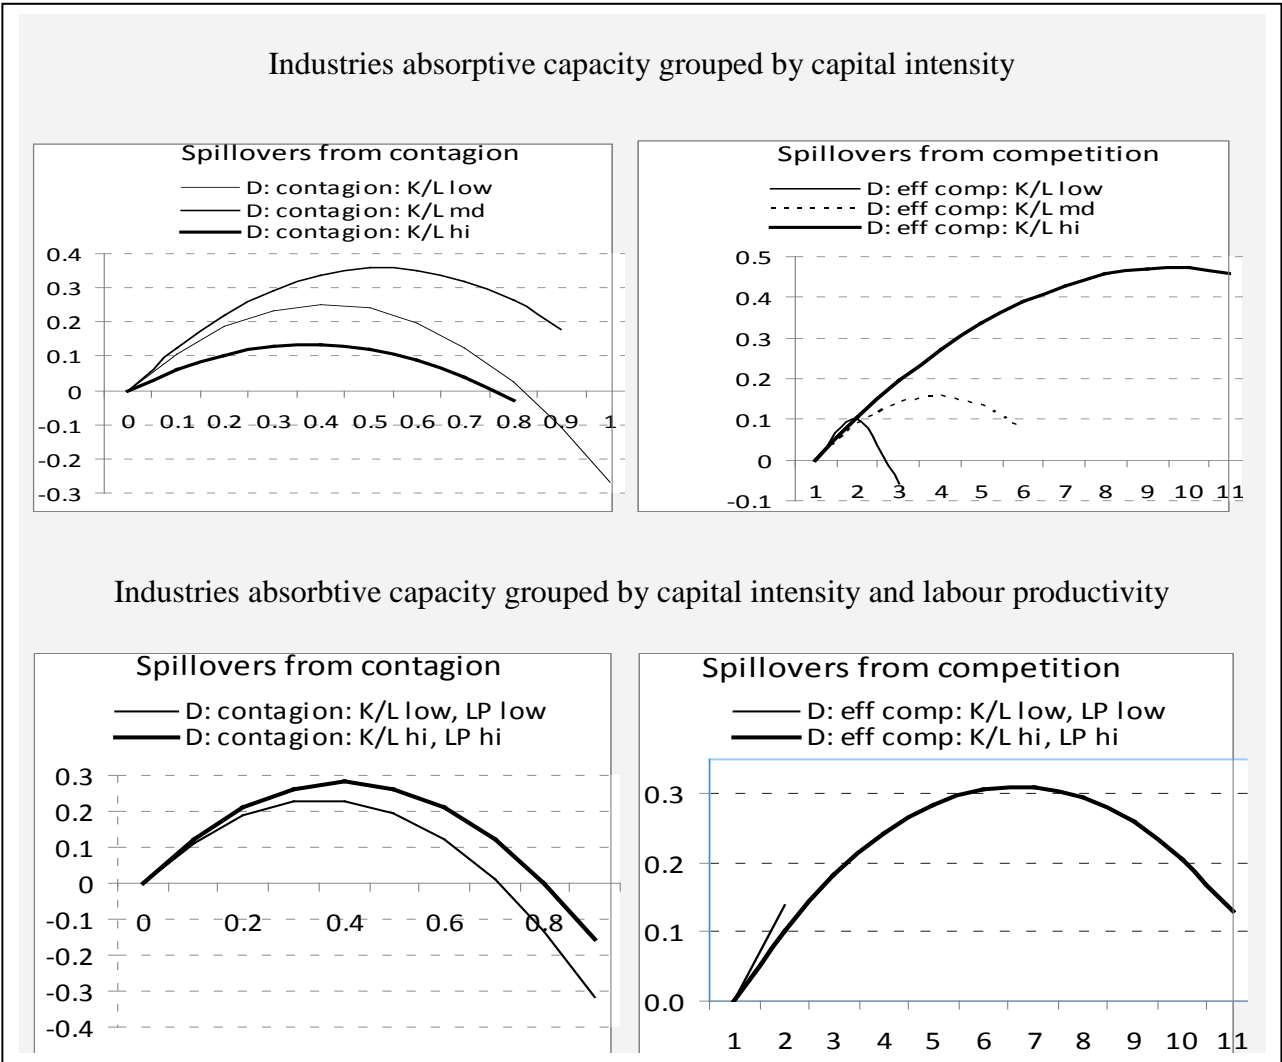 Industries absorptive capacity grouped by capital intensity
Spillovers from contagion
D: contagion: K/L low
D: contagion: K/L md
D: contagion: K/L hi
0.4
0.3
0.2
0.1
0
-0.1
-0.2
-0.3
0 0.1 0.2 0.3 0.4 0.5 0.6 0.7 0.8 0.9 1
Spillovers from competition
D: eff comp: K/L low
D: eff comp: K/L md
D: eff comp: K/L hi
0.5
0.4
0.3
0.2
0.1
0
-0.1
1 2 3 4 5 6 7 8 9 10 11
Industries absorbtive capacity grouped by capital intensity and labour productivity
Spillovers from contagion
D: contagion: K/L low, LP low
D: contagion: K/L hi, LP hi
0.3
0.2
0.1
0
-0.1
-0.2
-0.3
-0.4
0 0.2 0.4 0.6 0.8
Spillovers from competition
D: eff comp: K/L low, LP low
D: eff comp: K/L hi, LP hi
0.3
0.2
0.1
0.0
1 2 3 4 5 6 7 8 9 10 11